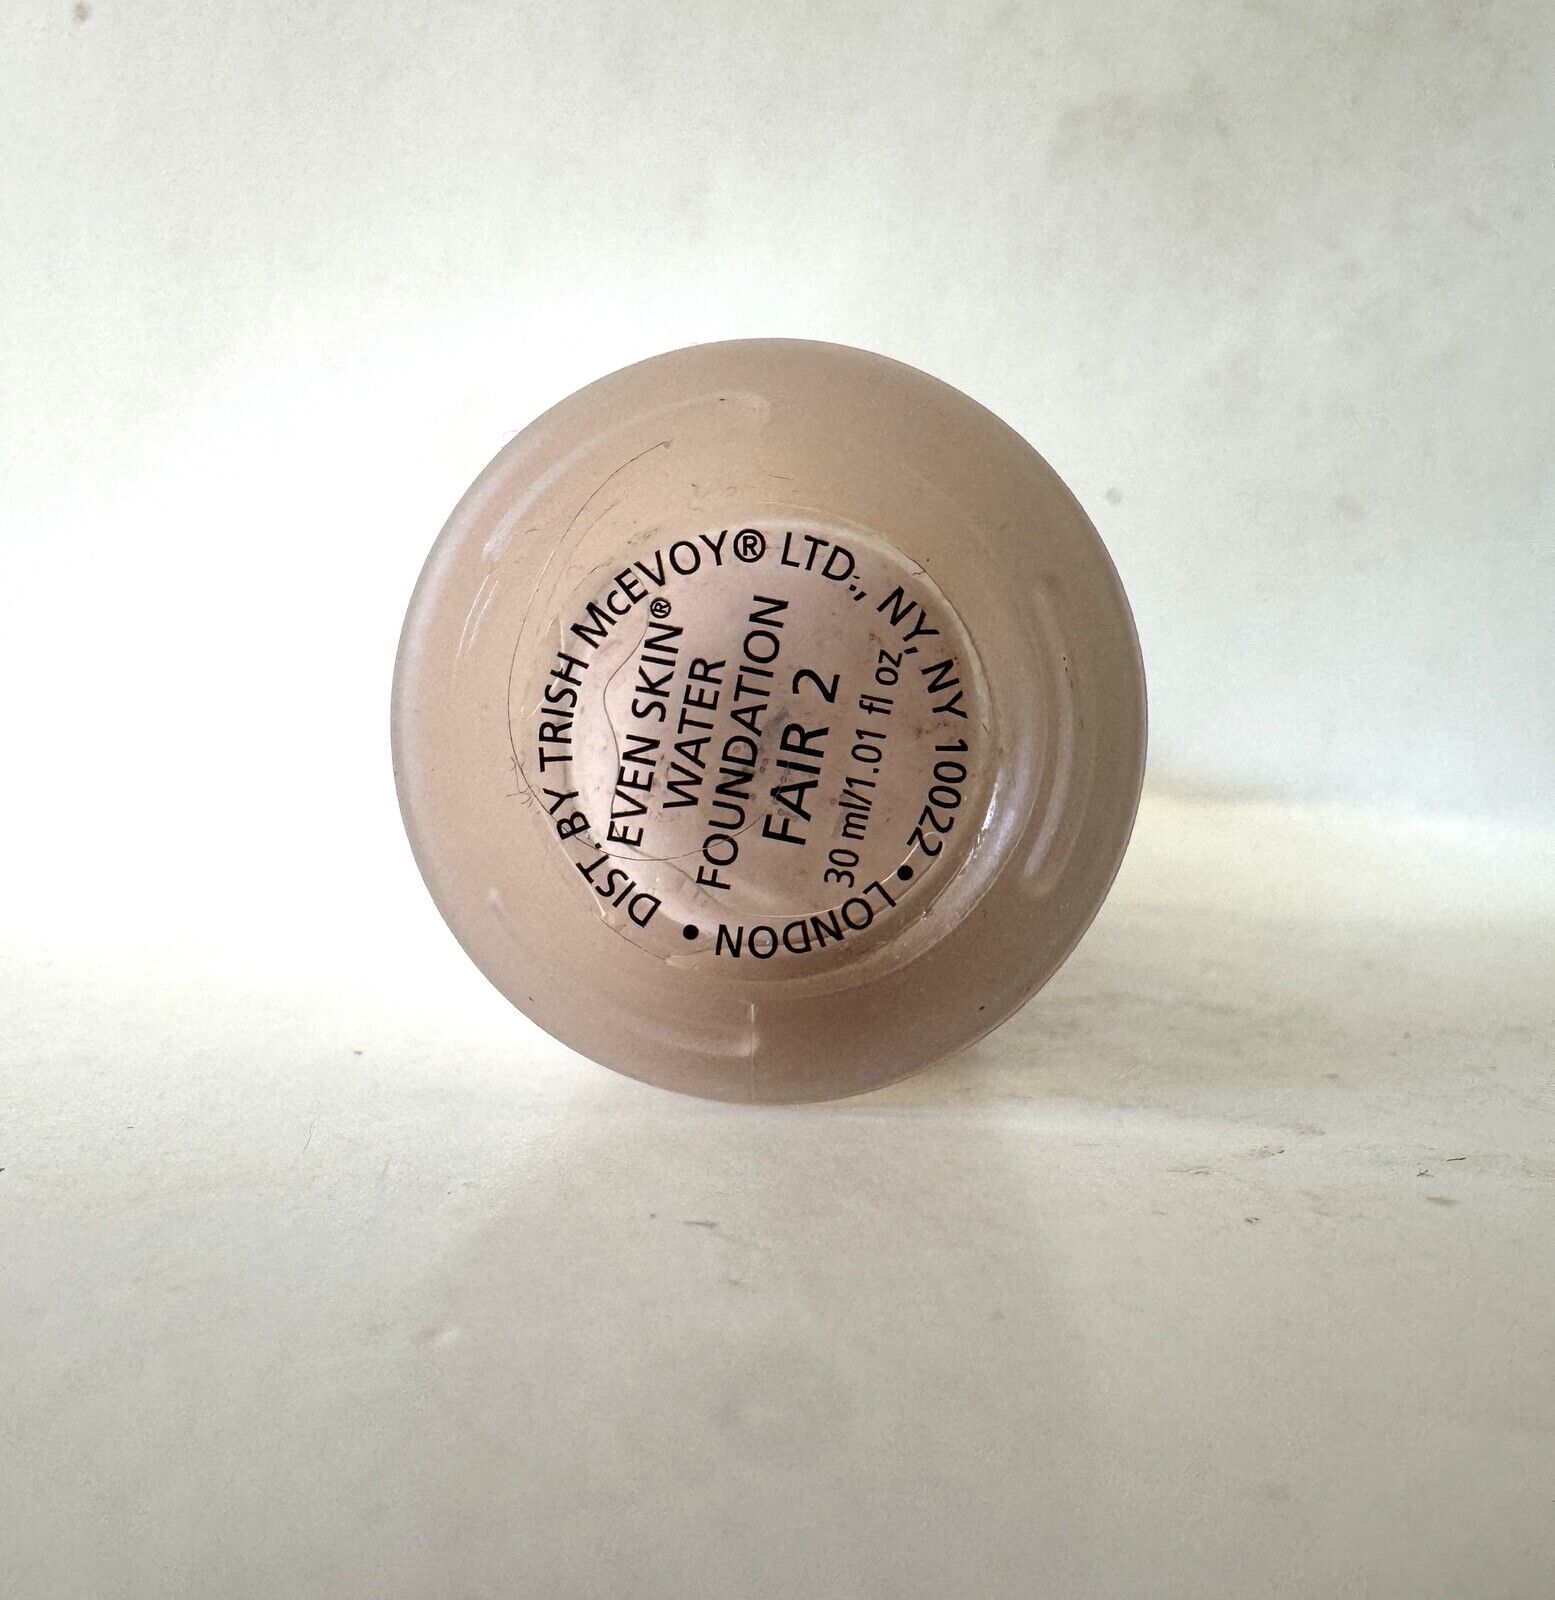 DIST. BY TRISH McEVOY® LTD., NY, NY 10022 • LONDON •
EVEN SKIN®
WATER
FOUNDATION
FAIR 2
30 ml/1.01 fl oz